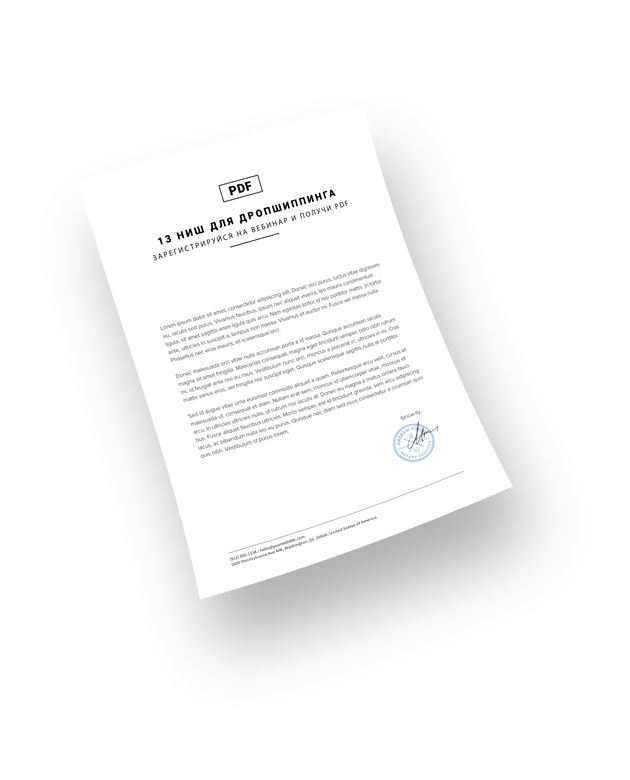 PDF
13 НИШ ДЛЯ ДРОПШИППИНГА
ЗАРЕГИСТРИРУЙСЯ НА ВЕБИНАР И ПОЛУЧИ PDF
Lorem ipsum dolor sit amet, consectetur adipiscing elit. Donec orci purus, luctus vitae dignissim
eu, iaculis sed purus. Vivamus faucibus, ipsum nec aliquet viverra, leo mauris condimentum
ligula, sit amet sagittis enim ligula quis arcu. Nam egestas tortor id nisi porttitor mattis. In tortor
ante, ultricies in suscipit a, tempus non massa. Vivamus et auctor mi. Fusce vel massa nulla.
Phasellus nec, eros mauris, et scelerisque orci.
Donec malesuada orci vitae nulla accumsan porta a id massa. Quisque accumsan iaculis
magna sit amet fringilla. Maecenas consequat, magna eget tincidunt semper, odio nibh rutrum
mi, id feugiat ante nisi eu risus. Vestibulum nunc orci, rhoncus a placerat in, ultricies in mi. Cras
mattis varius eros, vel fringilla nisi suscipit eget. Quisque scelerisque sagittis nulla at porttitor.
Sed id augue vitae urna euismod commodo aliquet a quam. Pellentesque arcu velit, cursus et
malesuada ut, consequat et diam. Nullam erat sem, rhoncus id ullamcorper vitae, rhoncus et
arcu. In ultricies ultricies nulla, ut rutrum nisi iaculis at. Donec eu magna a metus ornare fauci-
bus. Fusce aliquet faucibus ultricies. Morbi semper, est id tincidunt gravida, sem arcu adipiscing
lacus, ac bibendum nulla leo eu purus. Quisque nec diam sed risus consectetur a ccumsan quis
quis nibh. Vestibulum id purus lorem.
Sincerily,
NOTARY SERVICES
(912) 555-1234 / hello@yourwebsite.com
1600 Pennsylvania Ave NW, Washington, DC 20500, United States of America